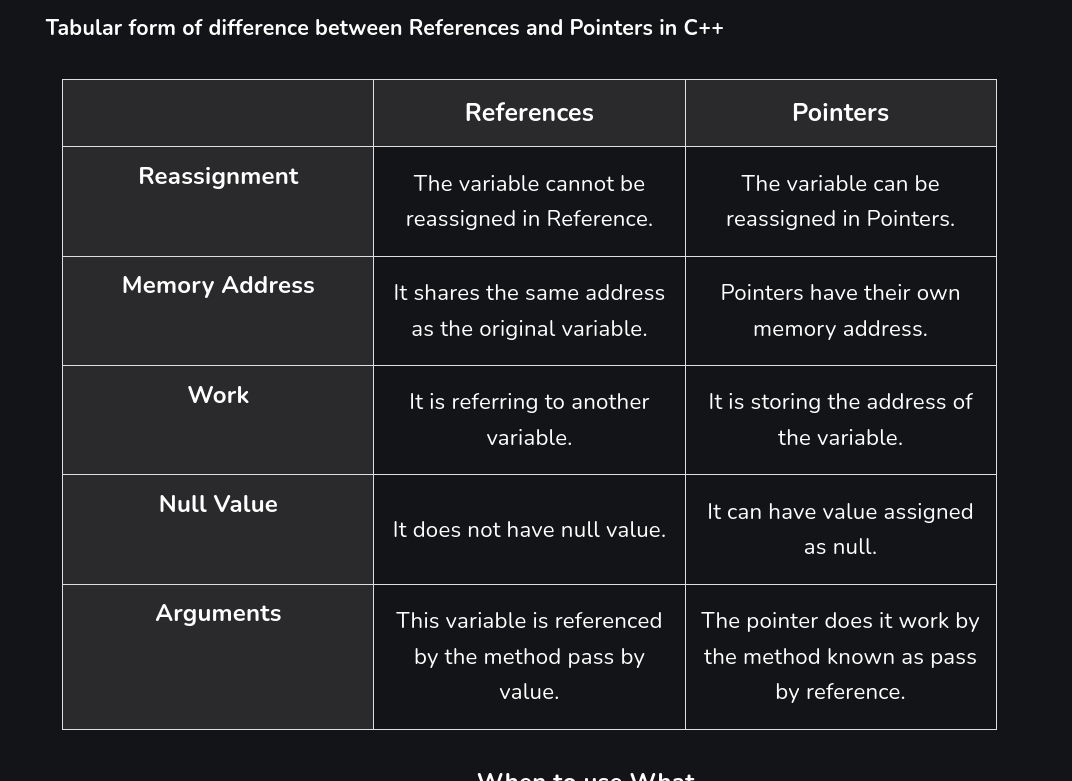 Tabular form of difference between References and Pointers in C++
References
Pointers
Reassignment
The variable cannot be
reassigned in Reference.
The variable can be
reassigned in Pointers.
Memory Address
It shares the same address
as the original variable.
Pointers have their own
memory address.
Work
It is referring to another
variable.
It is storing the address of
the variable.
Null Value
It does not have null value.
It can have value assigned
as null.
Arguments
This variable is referenced
by the method pass by
value.
The pointer does it work by
the method known as pass
by reference.
When to use What